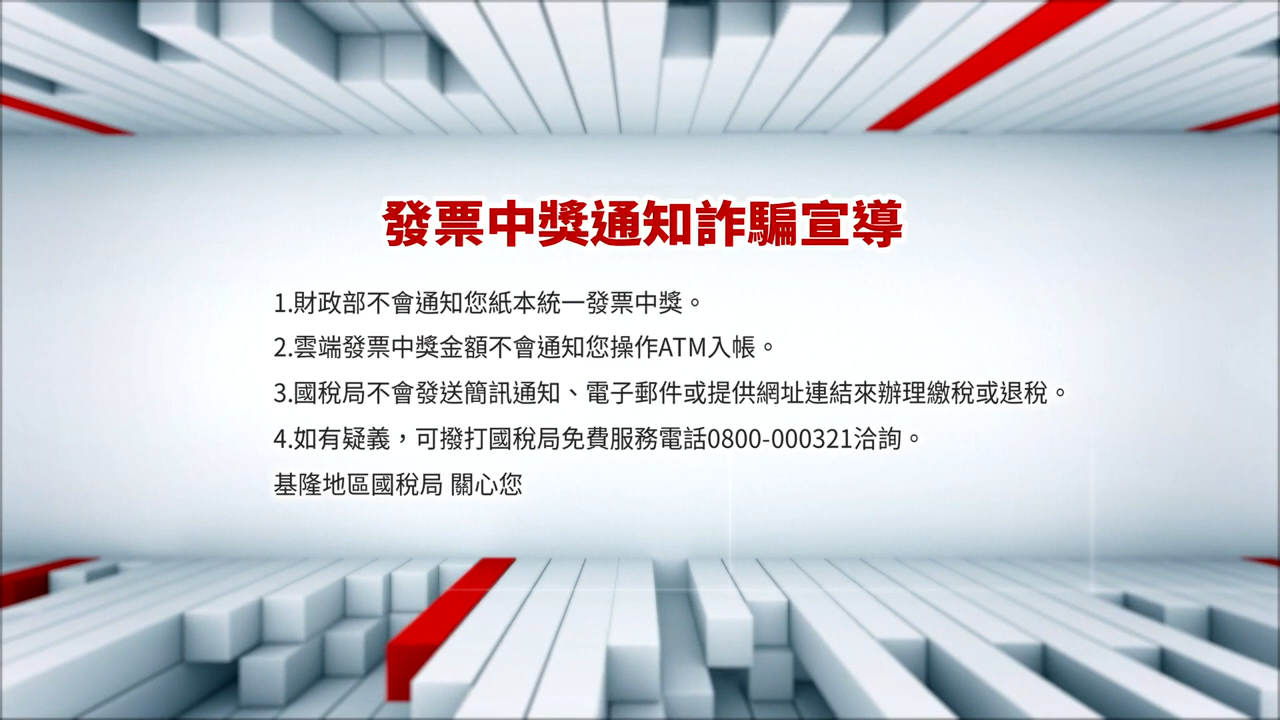 發票中獎通知詐騙宣導
1.財政部不會通知您紙本統一發票中獎。
2.雲端發票中獎金額不會通知您操作ATM入帳。
3.國稅局不會發送簡訊通知、電子郵件或提供網址連結來辦理繳稅或退稅。
4.如有疑義，可撥打國稅局免費服務電話0800-000321洽詢。
基隆地區國稅局 關心您